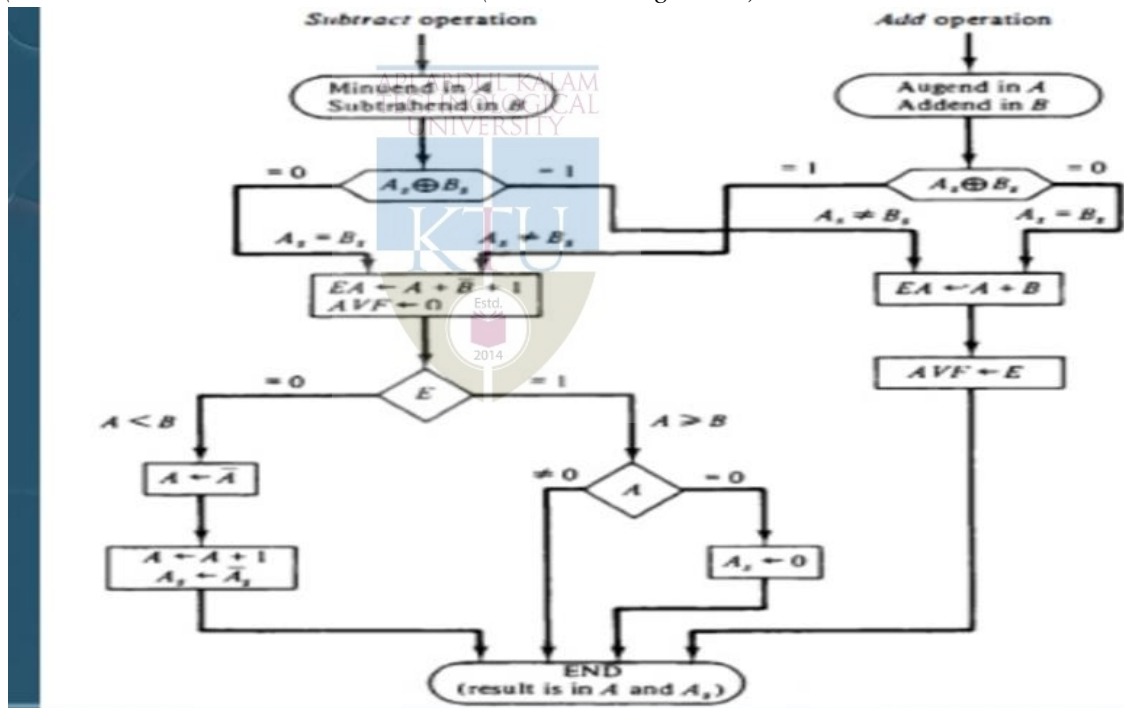 Subtract operation
Add operation
Minuend in A
Subtrahend in B
Augend in A
Addend in B
API ABDUL KALAM
TECHNOLOGICAL
UNIVERSITY
= 0
A_s ⊕ B_s
= 1
= 1
A_s ⊕ B_s
= 0
A_s = B_s
A_s ≠ B_s
A_s ≠ B_s
A_s = B_s
KTU
EA ← A + B̅ + 1
AVF ← 0
EA ← A + B
Estd.
2014
AVF ← E
= 0
E
= 1
A < B
A ≥ B
A ← A̅
≠ 0
A
= 0
A ← A + 1
A_s ← A̅_s
A_s ← 0
END
(result is in A and A_s)